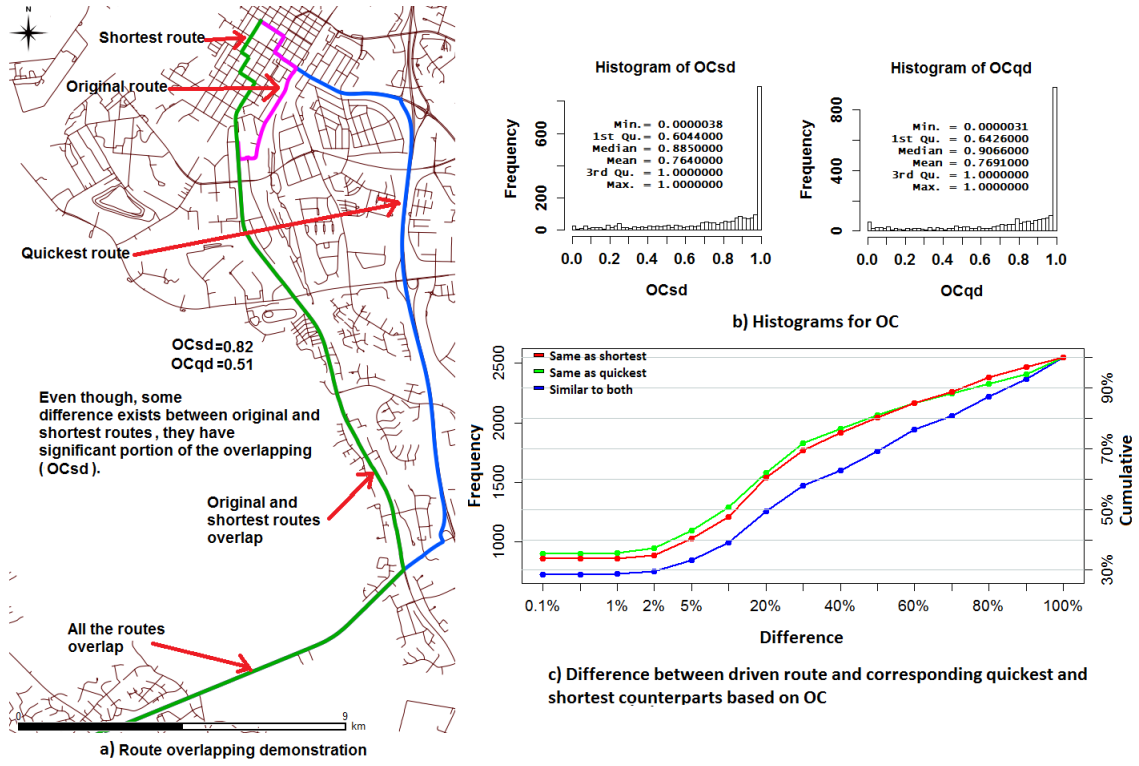 N
Shortest route
Original route
Quickest route
OCsd=0.82
OCqd=0.51
Even though, some
difference exists between original and
shortest routes, they have
significant portion of the overlapping
(OCsd).
Original and
shortest routes
overlap
All the routes
overlap
0
9
km
a) Route overlapping demonstration
Histogram of OCsd
Frequency
600
200
0
Min.= 0.0000038
1st Qu.= 0.6044000
Median = 0.8850000
Mean = 0.7640000
3rd Qu. = 1.0000000
Max. = 1.0000000
0.0 0.2 0.4 0.6 0.8 1.0
OCsd
Histogram of OCqd
Frequency
800
400
0
Min. = 0.0000031
1st Qu.= 0.6426000
Median = 0.9066000
Mean = 0.7691000
3rd Qu. = 1.0000000
Max. = 1.0000000
0.0 0.2 0.4 0.6 0.8 1.0
OCqd
b) Histograms for OC
Same as shortest
Same as quickest
Similar to both
Frequency
2500
2000
1500
1000
Cumulative
90%
70%
50%
30%
0.1% 1% 2% 5% 20% 40% 60% 80% 100%
Difference
c) Difference between driven route and corresponding quickest and
shortest counterparts based on OC